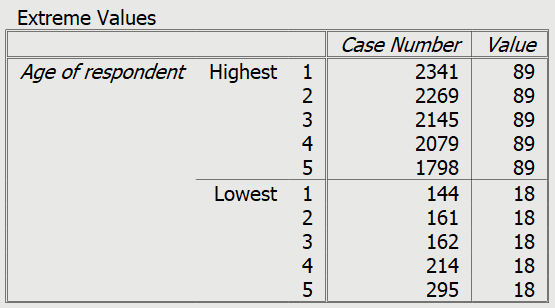 Extreme Values
Case Number Value
Age of respondent Highest 1 2341 89
2 2269 89
3 2145 89
4 2079 89
5 1798 89
Lowest 1 144 18
2 161 18
3 162 18
4 214 18
5 295 18